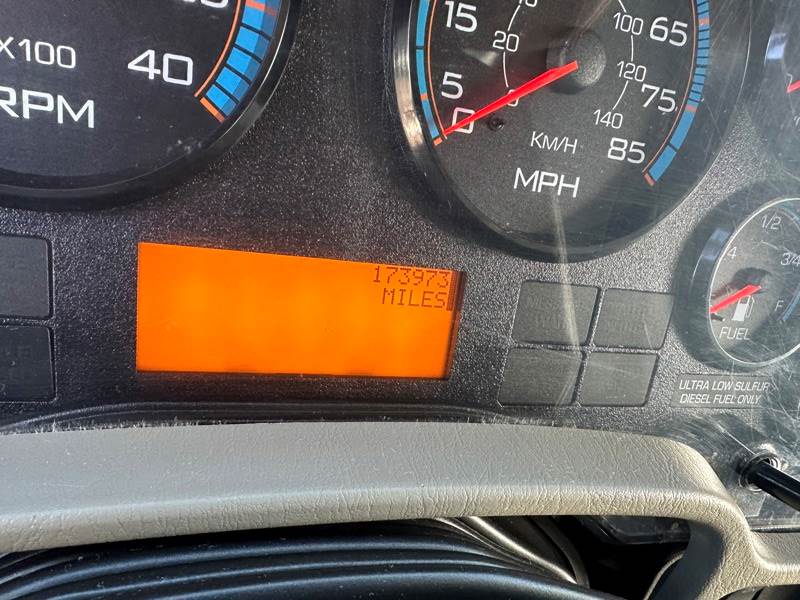 X100
RPM
40
15
5
0
20
0
100
120
140
65
75
85
KM/H
MPH
173973
MILES
1/2
3/4
F
FUEL
ULTRA LOW SULFUR
DIESEL FUEL ONLY